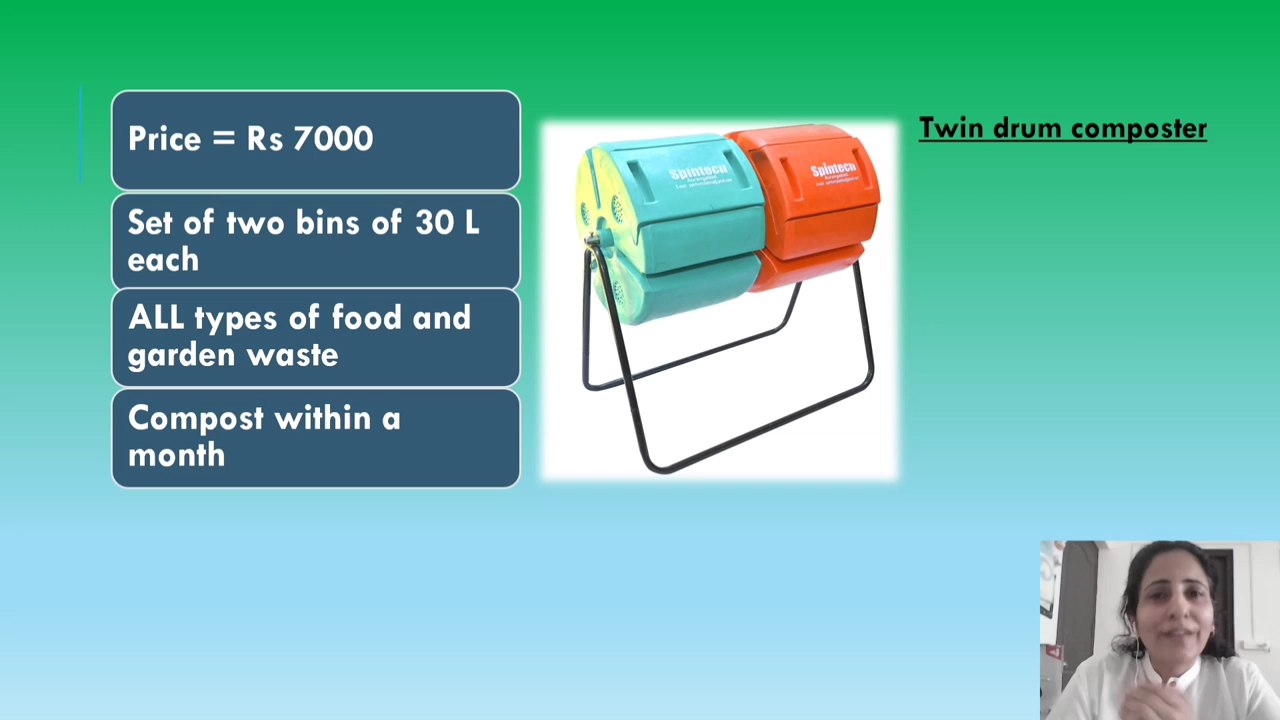 Price = Rs 7000
Set of two bins of 30 L
each
ALL types of food and
garden waste
Compost within a
month
Twin drum composter
Spintech
Spintech